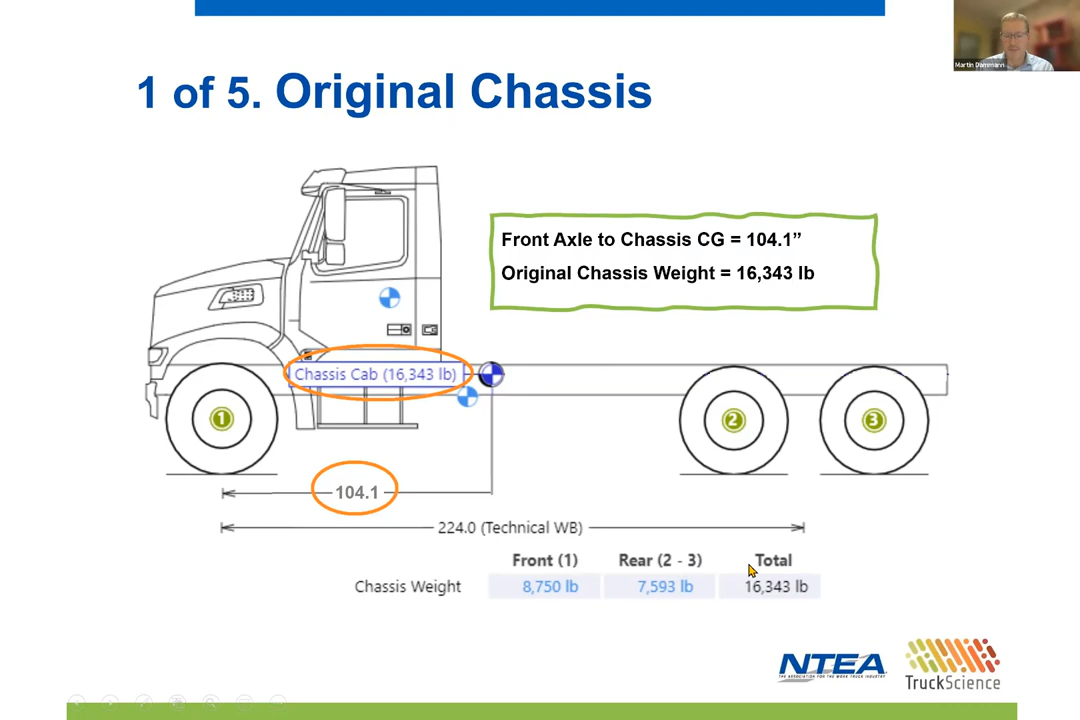 Martin Dammann
1 of 5. Original Chassis
Front Axle to Chassis CG = 104.1”
Original Chassis Weight = 16,343 lb
Chassis Cab (16,343 lb)
1
2
3
104.1
224.0 (Technical WB)
Front (1) Rear (2 - 3) Total
Chassis Weight 8,750 lb 7,593 lb 16,343 lb
NTEA
THE ASSOCIATION FOR THE WORK TRUCK INDUSTRY
TruckScience